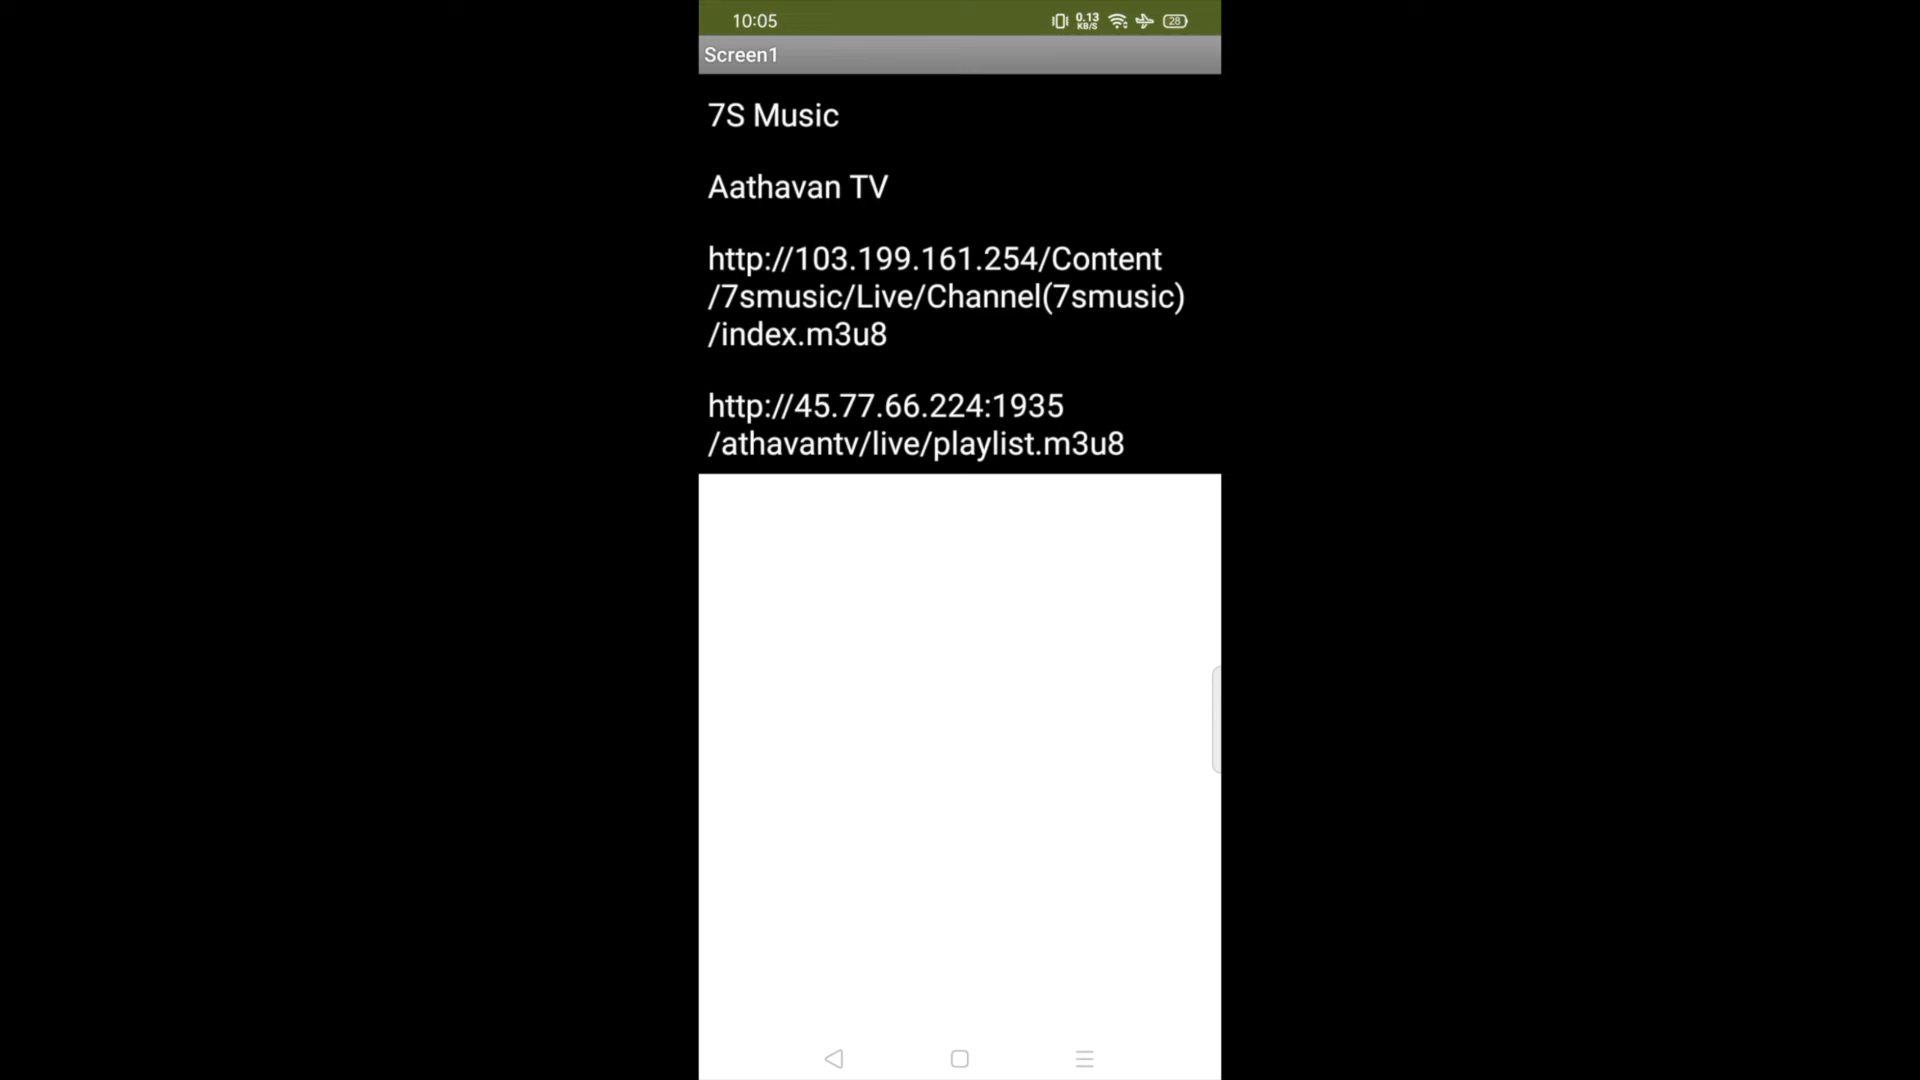 10:05
0.13
KB/S
28
Screen1
7S Music
Aathavan TV
http://103.199.161.254/Content
/7smusic/Live/Channel(7smusic)
/index.m3u8
http://45.77.66.224:1935
/athavantv/live/playlist.m3u8